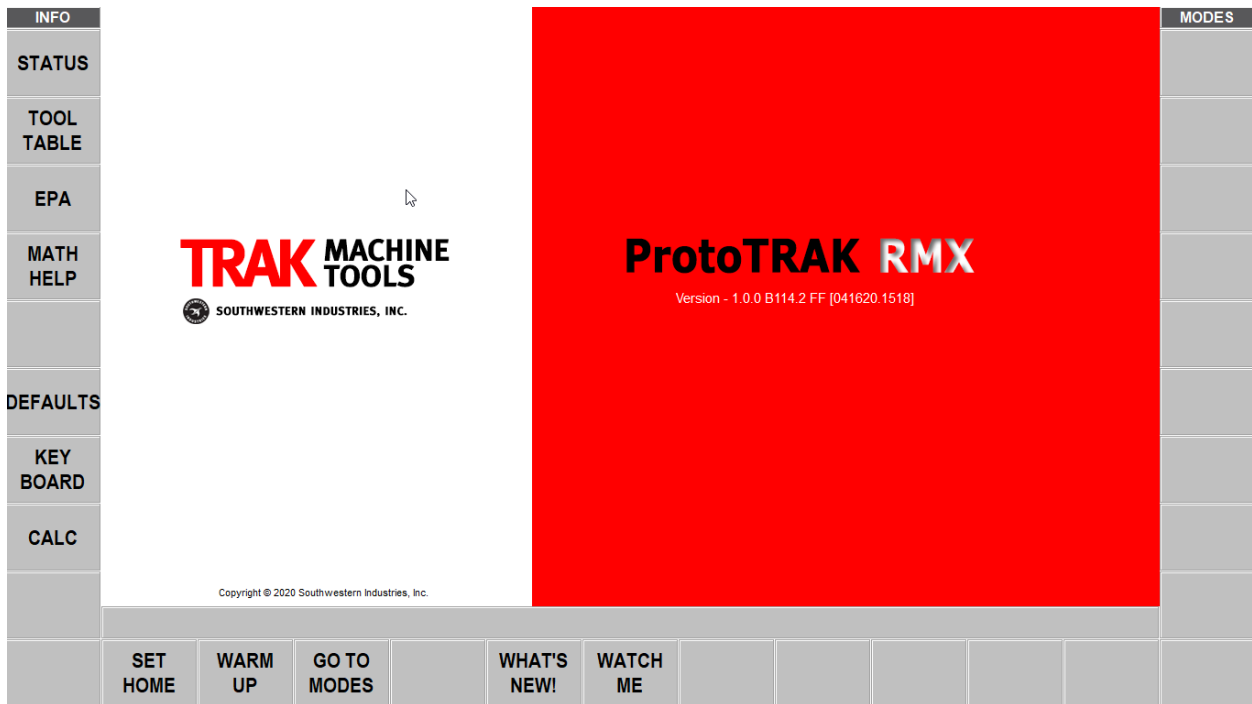 INFO
STATUS
TOOL
TABLE
EPA
MATH
HELP
DEFAULTS
KEY
BOARD
CALC
TRAK MACHINE
TOOLS
SOUTHWESTERN INDUSTRIES, INC.
Copyright © 2020 Southwestern Industries, Inc.
ProtoTRAK RMX
Version - 1.0.0 B114.2 FF [041620.1518]
MODES
SET
HOME
WARM
UP
GO TO
MODES
WHAT'S
NEW!
WATCH
ME